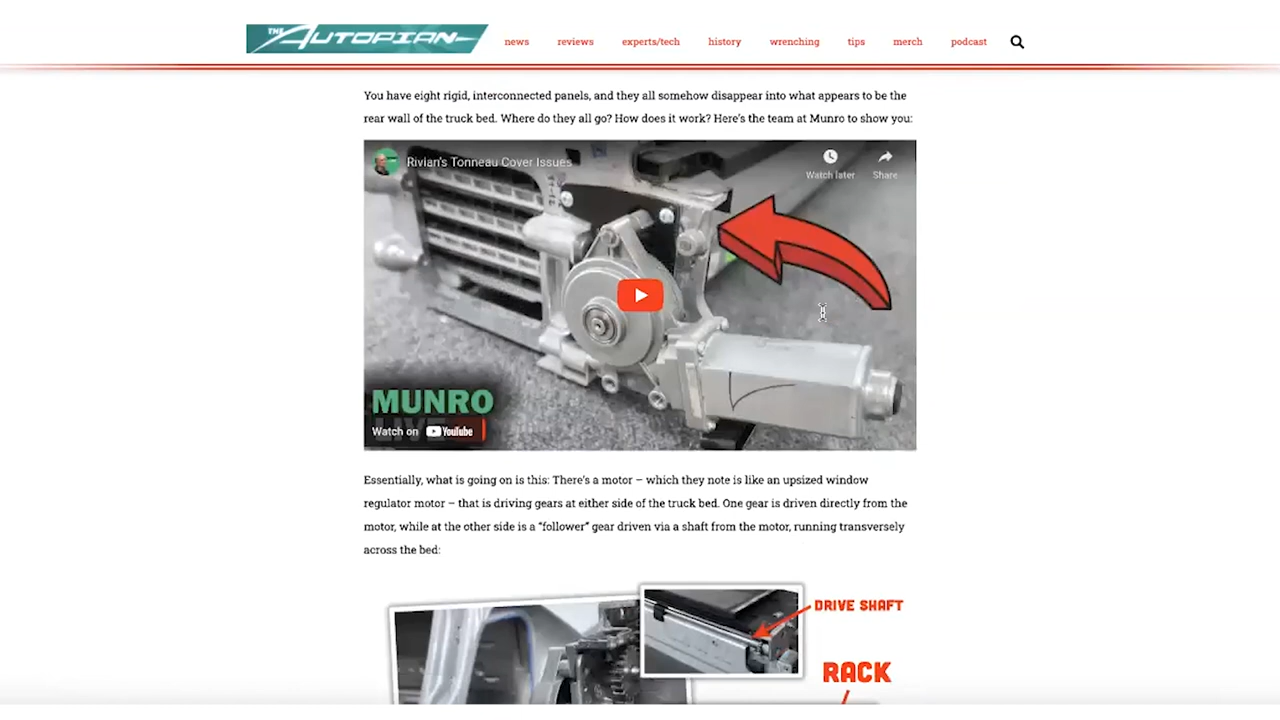 THE AUTOPIAN
news reviews experts/tech history wrenching tips merch podcast
You have eight rigid, interconnected panels, and they all somehow disappear into what appears to be the
rear wall of the truck bed. Where do they all go? How does it work? Here's the team at Munro to show you:
Rivian's Tonneau Cover Issues
Watch later
Share
MUNRO
LIVE
Watch on YouTube
Essentially, what is going on is this: There's a motor – which they note is like an upsized window
regulator motor – that is driving gears at either side of the truck bed. One gear is driven directly from the
motor, while at the other side is a “follower” gear driven via a shaft from the motor, running transversely
across the bed:
DRIVE SHAFT
RACK